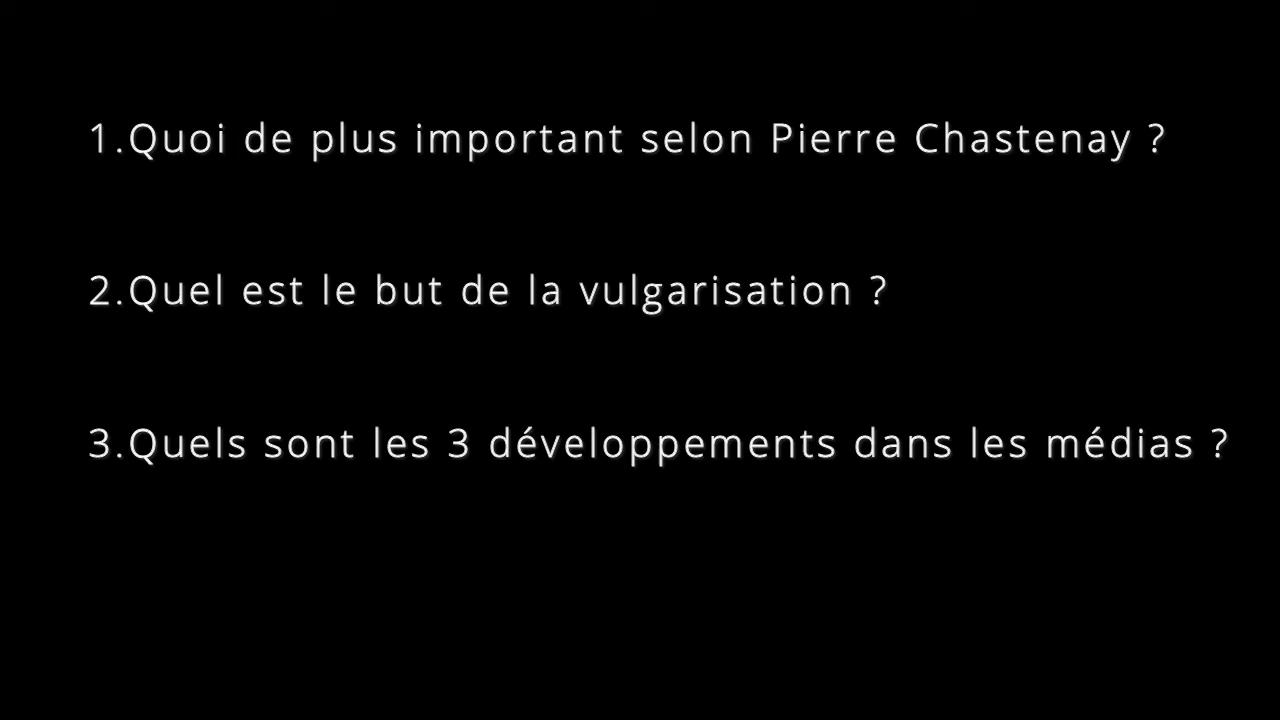 1.Quoi de plus important selon Pierre Chastenay ?
2.Quel est le but de la vulgarisation ?
3.Quels sont les 3 développements dans les médias ?